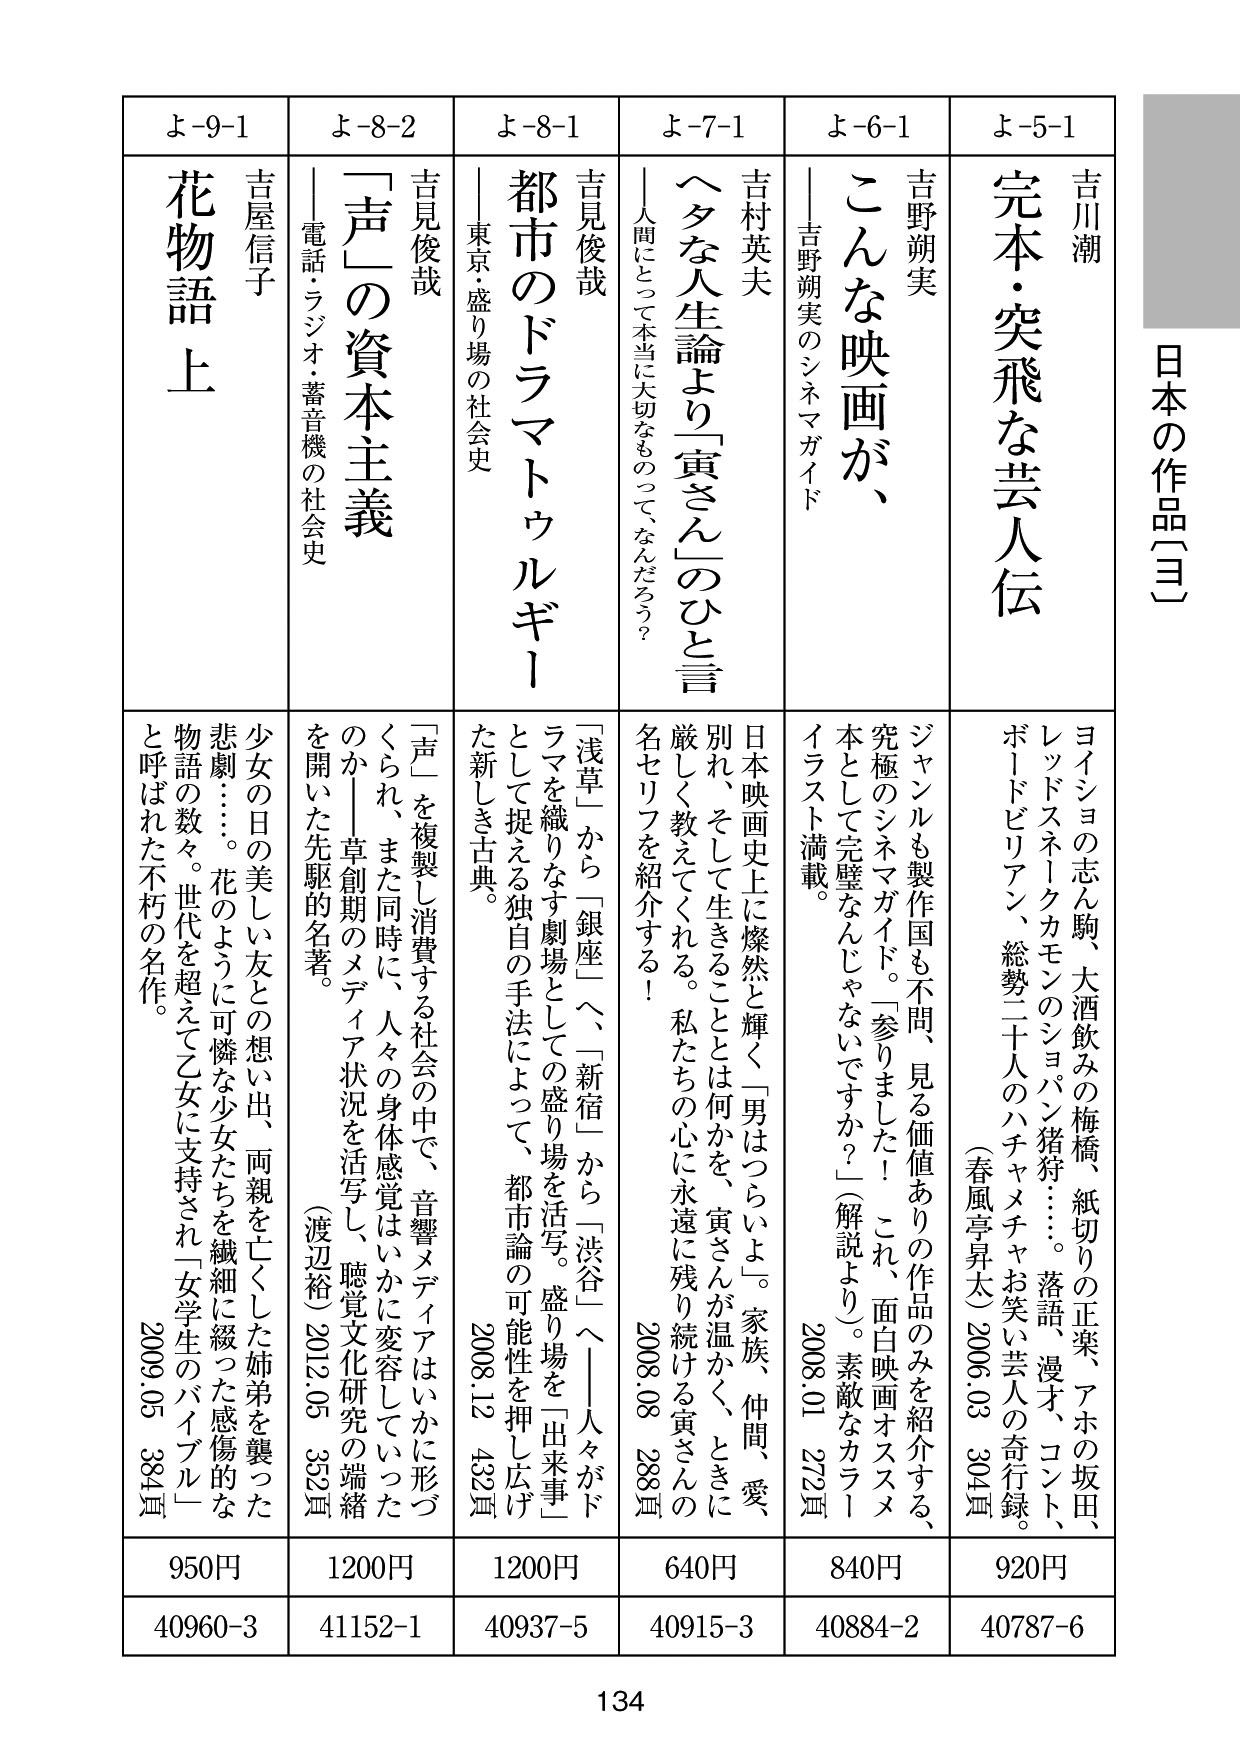 日本の作品〔ヨ〕
よ-5-1
吉川潮
完本・突飛な芸人伝
ヨイショの志ん駒、大酒飲みの梅橋、紙切りの正楽、アホの坂田、
レッドスネークカモンのショパン猪狩……。落語、漫才、コント、
ボードビリアン、総勢二十人のハチャメチャお笑い芸人の奇行録。
（春風亭昇太）2006.03　304頁
920円
40787-6
よ-6-1
吉野朔実
こんな映画が、
――吉野朔実のシネマガイド
ジャンルも製作国も不問、見る価値ありの作品のみを紹介する、
究極のシネマガイド。「参りました！　これ、面白映画オススメ
本として完璧なんじゃないですか？」（解説より）。素敵なカラー
イラスト満載。　2008.01　272頁
840円
40884-2
よ-7-1
吉村英夫
ヘタな人生論より「寅さん」のひと言
――人間にとって本当に大切なものって、なんだろう？
日本映画史上に燦然と輝く「男はつらいよ」。家族、仲間、愛、
別れ、そして生きることとは何かを、寅さんが温かく、ときに
厳しく教えてくれる。私たちの心に永遠に残り続ける寅さんの
名セリフを紹介する！　2008.08　288頁
640円
40915-3
よ-8-1
吉見俊哉
都市のドラマトゥルギー
――東京・盛り場の社会史
「浅草」から「銀座」へ、「新宿」から「渋谷」へ――人々がド
ラマを織りなす劇場としての盛り場を活写。盛り場を「出来事」
として捉える独自の手法によって、都市論の可能性を押し広げ
た新しき古典。　2008.12　432頁
1200円
40937-5
よ-8-2
吉見俊哉
「声」の資本主義
――電話・ラジオ・蓄音機の社会史
「声」を複製し消費する社会の中で、音響メディアはいかに形づ
くられ、また同時に、人々の身体感覚はいかに変容していった
のか――草創期のメディア状況を活写し、聴覚文化研究の端緒
を開いた先駆的名著。　（渡辺裕）2012.05　352頁
1200円
41152-1
よ-9-1
吉屋信子
花物語 上
少女の日の美しい友との想い出、両親を亡くした姉弟を襲った
悲劇……。花のように可憐な少女たちを繊細に綴った感傷的な
物語の数々。世代を超えて乙女に支持され「女学生のバイブル」
と呼ばれた不朽の名作。　2009.05　384頁
950円
40960-3
134